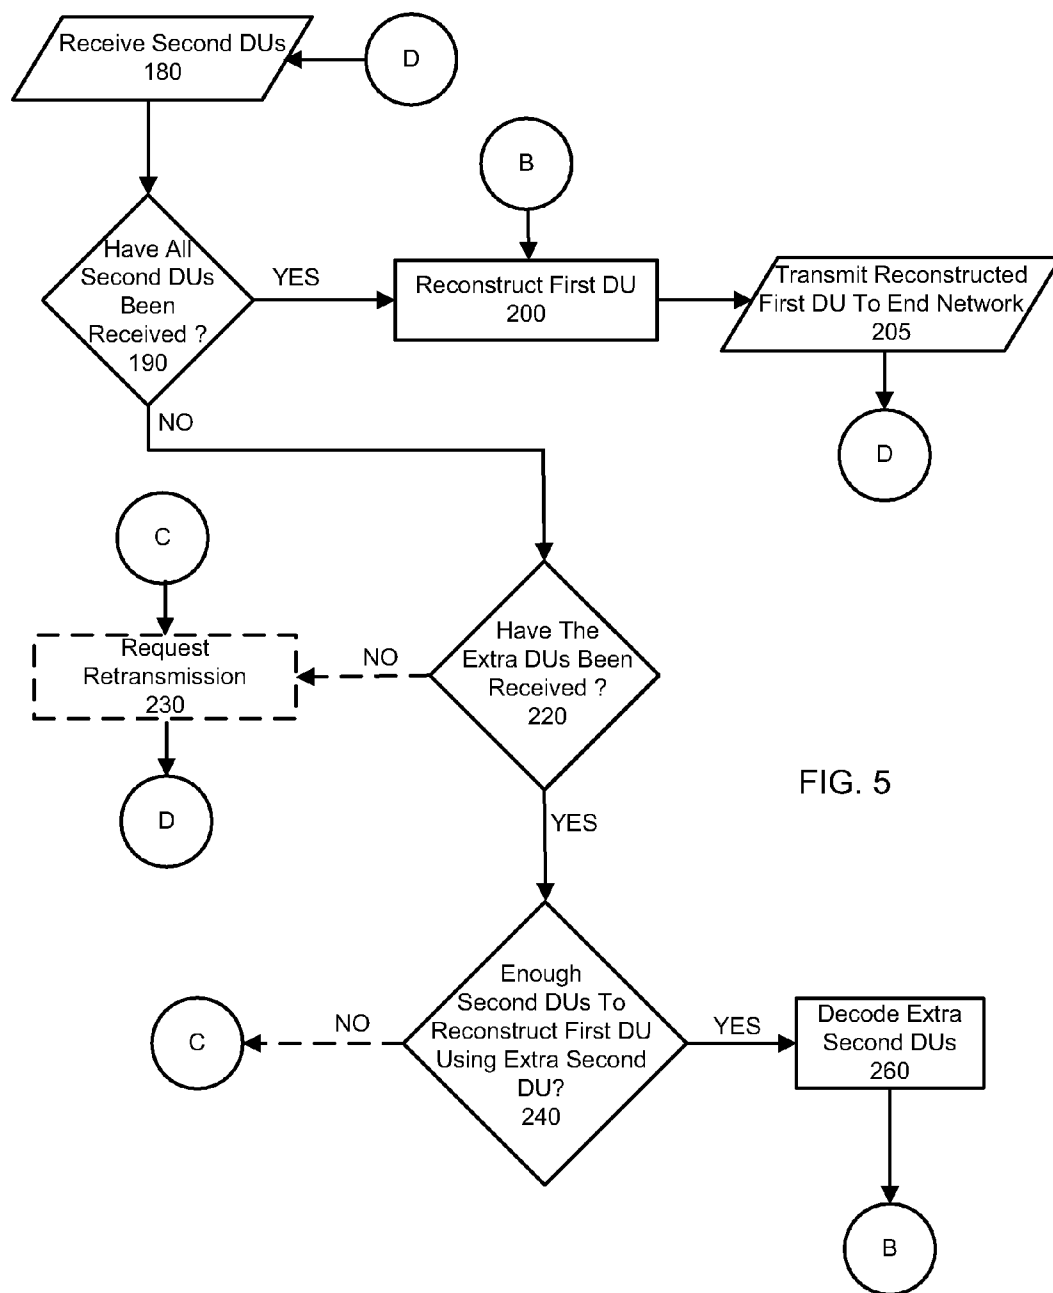 Receive Second DUs
180
D
B
Have All
Second DUs
Been
Received ?
190
YES
Reconstruct First DU
200
Transmit Reconstructed
First DU To End Network
205
NO
D
C
Request
Retransmission
230
NO
Have The
Extra DUs Been
Received ?
220
D
FIG. 5
YES
Enough
Second DUs To
Reconstruct First DU
Using Extra Second
DU?
240
NO
C
YES
Decode Extra
Second DUs
260
B